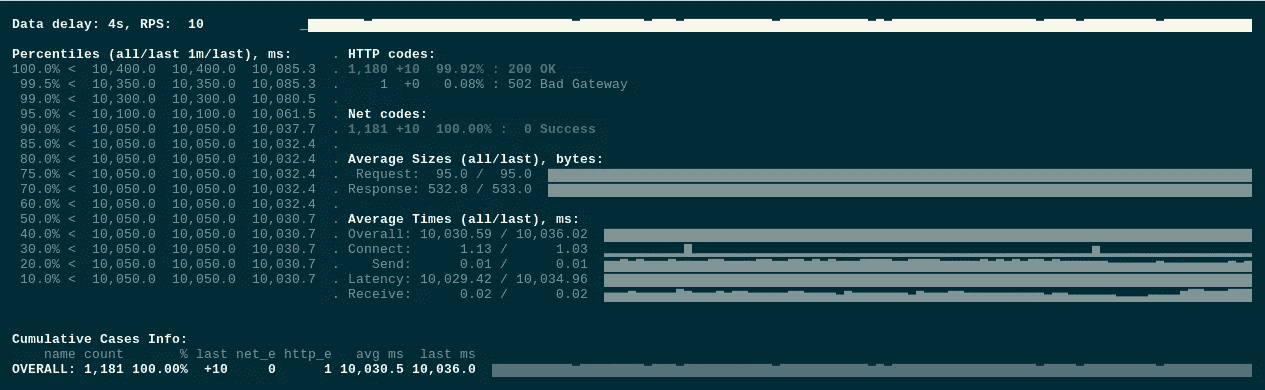 Data delay: 4s, RPS:  10
Percentiles (all/last 1m/last), ms:     . HTTP codes:
100.0% <  10,400.0  10,400.0  10,085.3  . 1,180 +10  99.92% : 200 OK
 99.5% <  10,350.0  10,350.0  10,085.3  .     1  +0   0.08% : 502 Bad Gateway
 99.0% <  10,300.0  10,300.0  10,080.5  .
 95.0% <  10,100.0  10,100.0  10,061.5  . Net codes:
 90.0% <  10,050.0  10,050.0  10,037.7  . 1,181 +10  100.00% :  0 Success
 85.0% <  10,050.0  10,050.0  10,032.4  .
 80.0% <  10,050.0  10,050.0  10,032.4  . Average Sizes (all/last), bytes:
 75.0% <  10,050.0  10,050.0  10,032.4  .  Request:  95.0 /  95.0
 70.0% <  10,050.0  10,050.0  10,032.4  . Response: 532.8 / 533.0
 60.0% <  10,050.0  10,050.0  10,032.4  .
 50.0% <  10,050.0  10,050.0  10,030.7  . Average Times (all/last), ms:
 40.0% <  10,050.0  10,050.0  10,030.7  . Overall: 10,030.59 / 10,036.02
 30.0% <  10,050.0  10,050.0  10,030.7  . Connect:      1.13 /      1.03
 20.0% <  10,050.0  10,050.0  10,030.7  .    Send:      0.01 /      0.01
 10.0% <  10,050.0  10,050.0  10,030.7  . Latency: 10,029.42 / 10,034.96
                                        . Receive:      0.02 /      0.02
Cumulative Cases Info:
    name count       % last net_e http_e   avg ms  last ms
OVERALL: 1,181 100.00%  +10     0      1 10,030.5 10,036.0